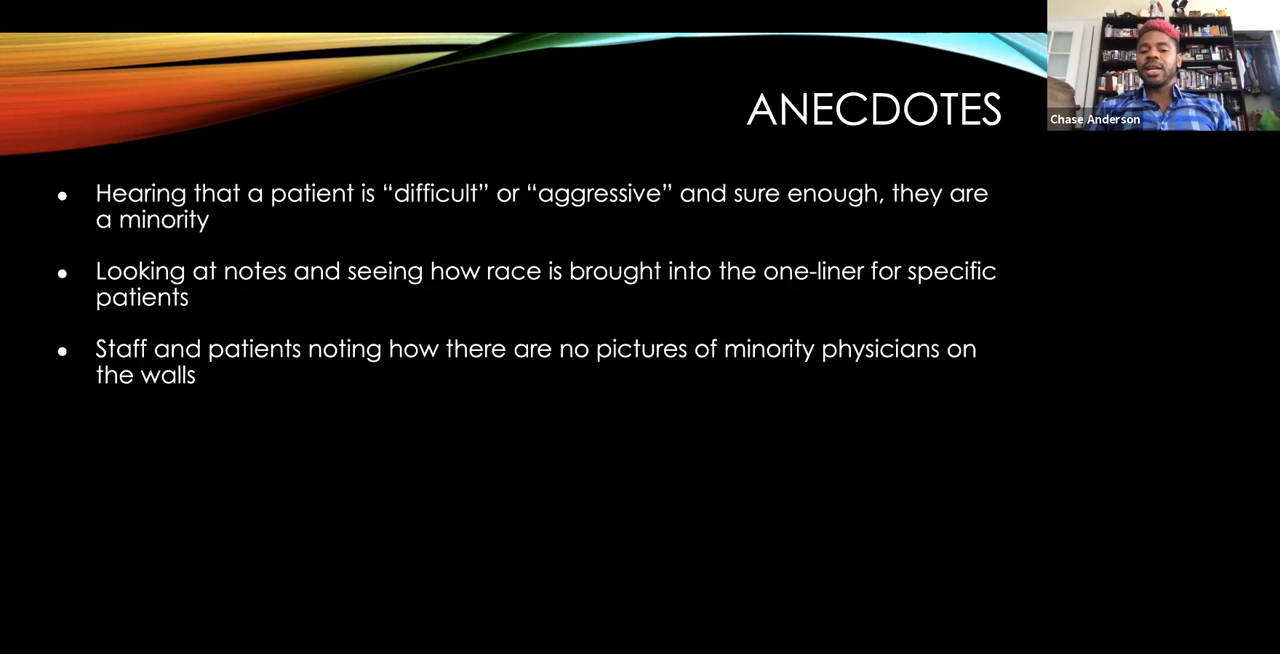 ANECDOTES
Chase Anderson
● Hearing that a patient is “difficult” or “aggressive” and sure enough, they are
a minority
● Looking at notes and seeing how race is brought into the one-liner for specific
patients
● Staff and patients noting how there are no pictures of minority physicians on
the walls